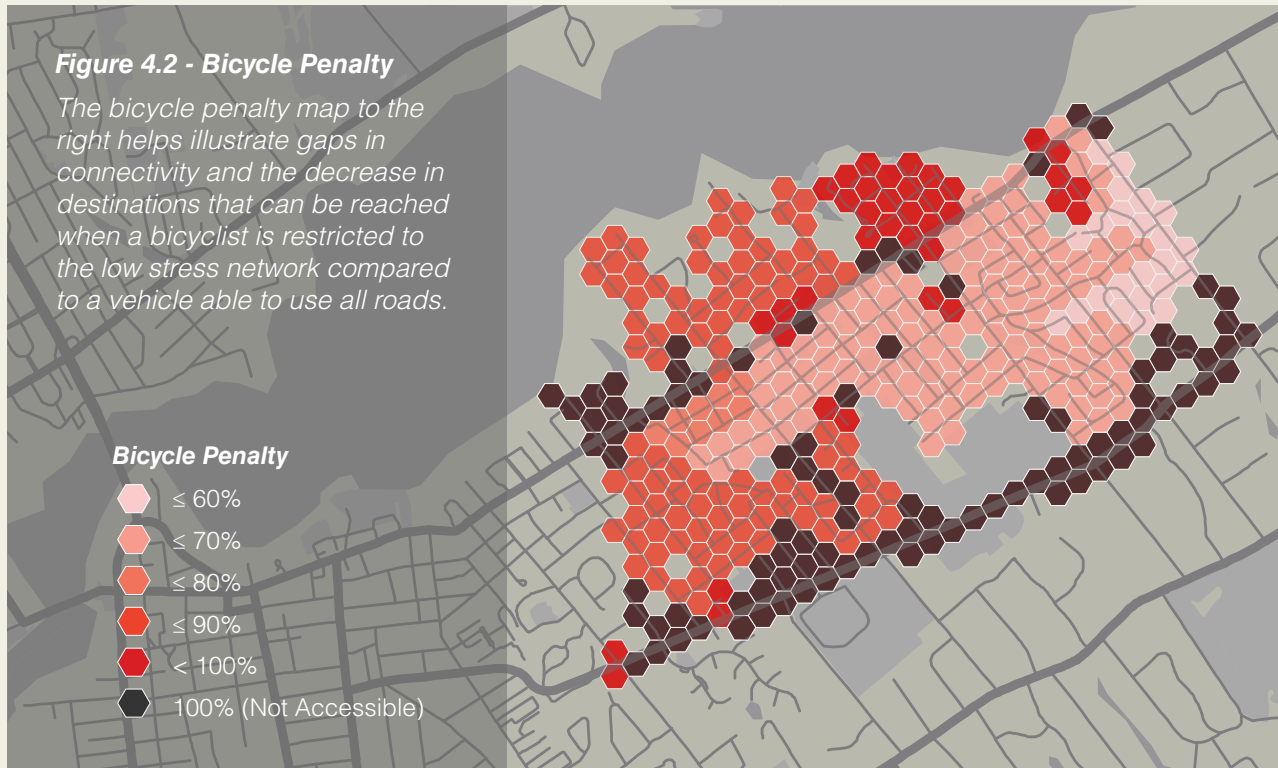 Figure 4.2 - Bicycle Penalty
The bicycle penalty map to the
right helps illustrate gaps in
connectivity and the decrease in
destinations that can be reached
when a bicyclist is restricted to
the low stress network compared
to a vehicle able to use all roads.
Bicycle Penalty
≤ 60%
≤ 70%
≤ 80%
≤ 90%
< 100%
100% (Not Accessible)